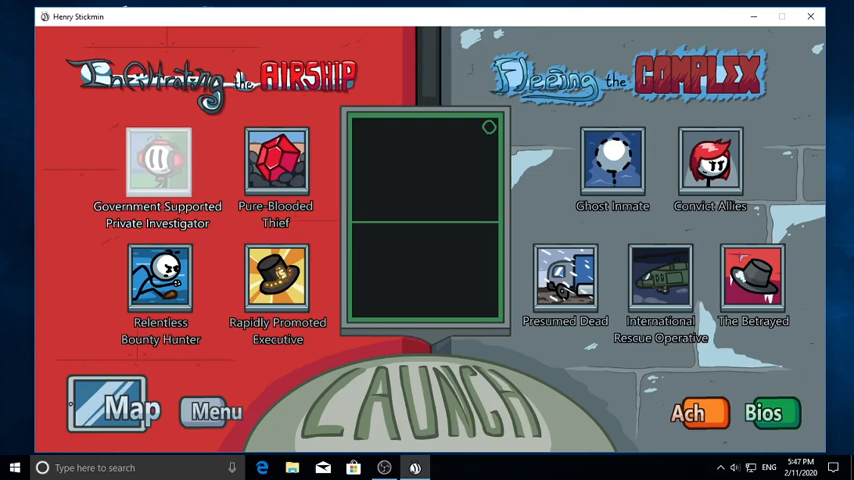 Henry Stickmin
Infiltrating the AIRSHIP
Fleeing the COMPLEX
Government Supported
Private Investigator
Pure-Blooded
Thief
Ghost Inmate
Convict Allies
Relentless
Bounty Hunter
Rapidly Promoted
Executive
Presumed Dead
International
Rescue Operative
The Betrayed
LAUNCH
Map
Menu
Ach
Bios
Type here to search
ENG
5:47 PM
2/11/2020